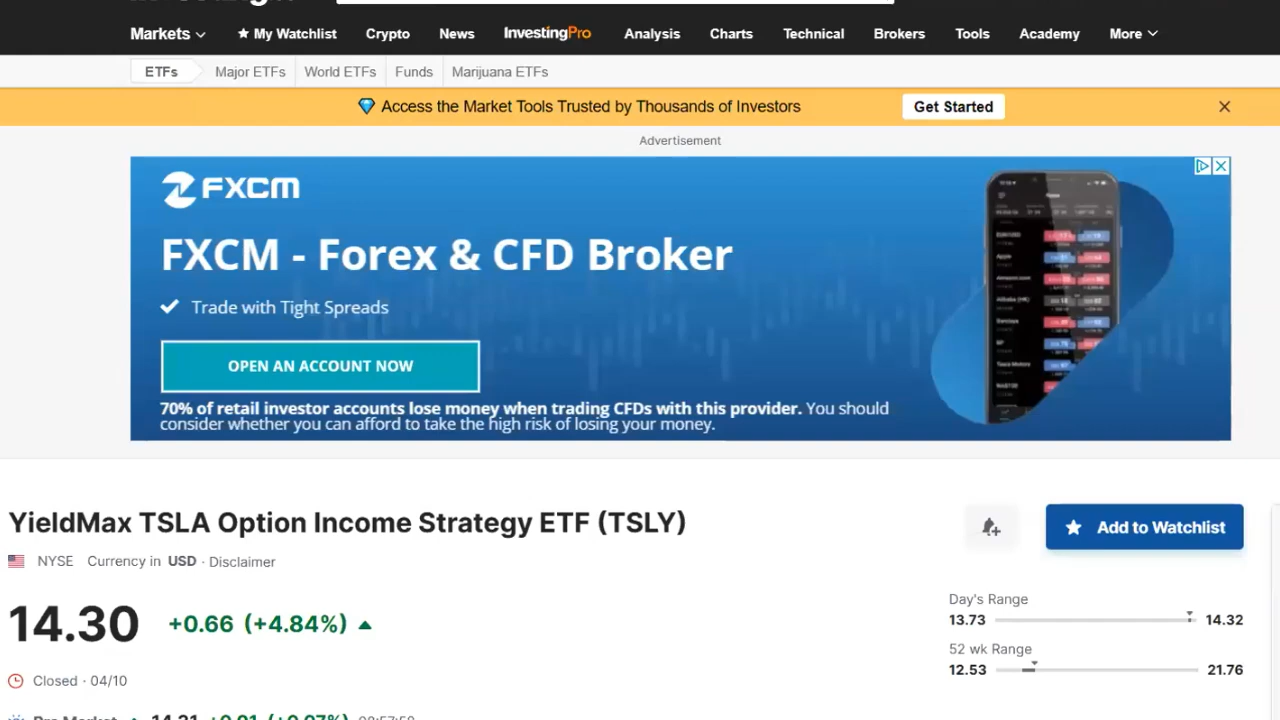 Markets
My Watchlist
Crypto
News
InvestingPro
Analysis
Charts
Technical
Brokers
Tools
Academy
More
ETFs
Major ETFs
World ETFs
Funds
Marijuana ETFs
Access the Market Tools Trusted by Thousands of Investors
Get Started
Advertisement
FXCM
FXCM - Forex & CFD Broker
Trade with Tight Spreads
OPEN AN ACCOUNT NOW
70% of retail investor accounts lose money when trading CFDs with this provider. You should
consider whether you can afford to take the high risk of losing your money.
YieldMax TSLA Option Income Strategy ETF (TSLY)
Add to Watchlist
NYSE Currency in USD · Disclaimer
14.30 +0.66 (+4.84%)
Day's Range
13.73 14.32
52 wk Range
12.53 21.76
Closed · 04/10